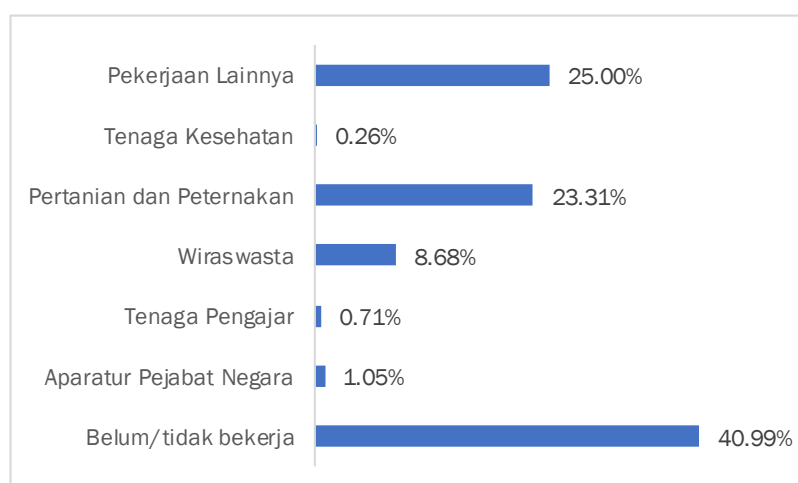 Pekerjaan Lainnya 25.00%
Tenaga Kesehatan 0.26%
Pertanian dan Peternakan 23.31%
Wiraswasta 8.68%
Tenaga Pengajar 0.71%
Aparatur Pejabat Negara 1.05%
Belum/tidak bekerja 40.99%